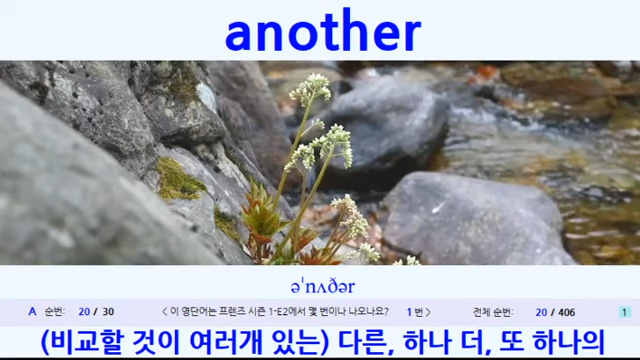 another
ə'nʌðər
A 순번: 20 / 30 < 이 영단어는 프렌즈 시즌 1-E2에서 몇 번이나 나오나요? 1 번 > 전체 순번: 20 / 406 1
(비교할 것이 여러개 있는) 다른, 하나 더, 또 하나의